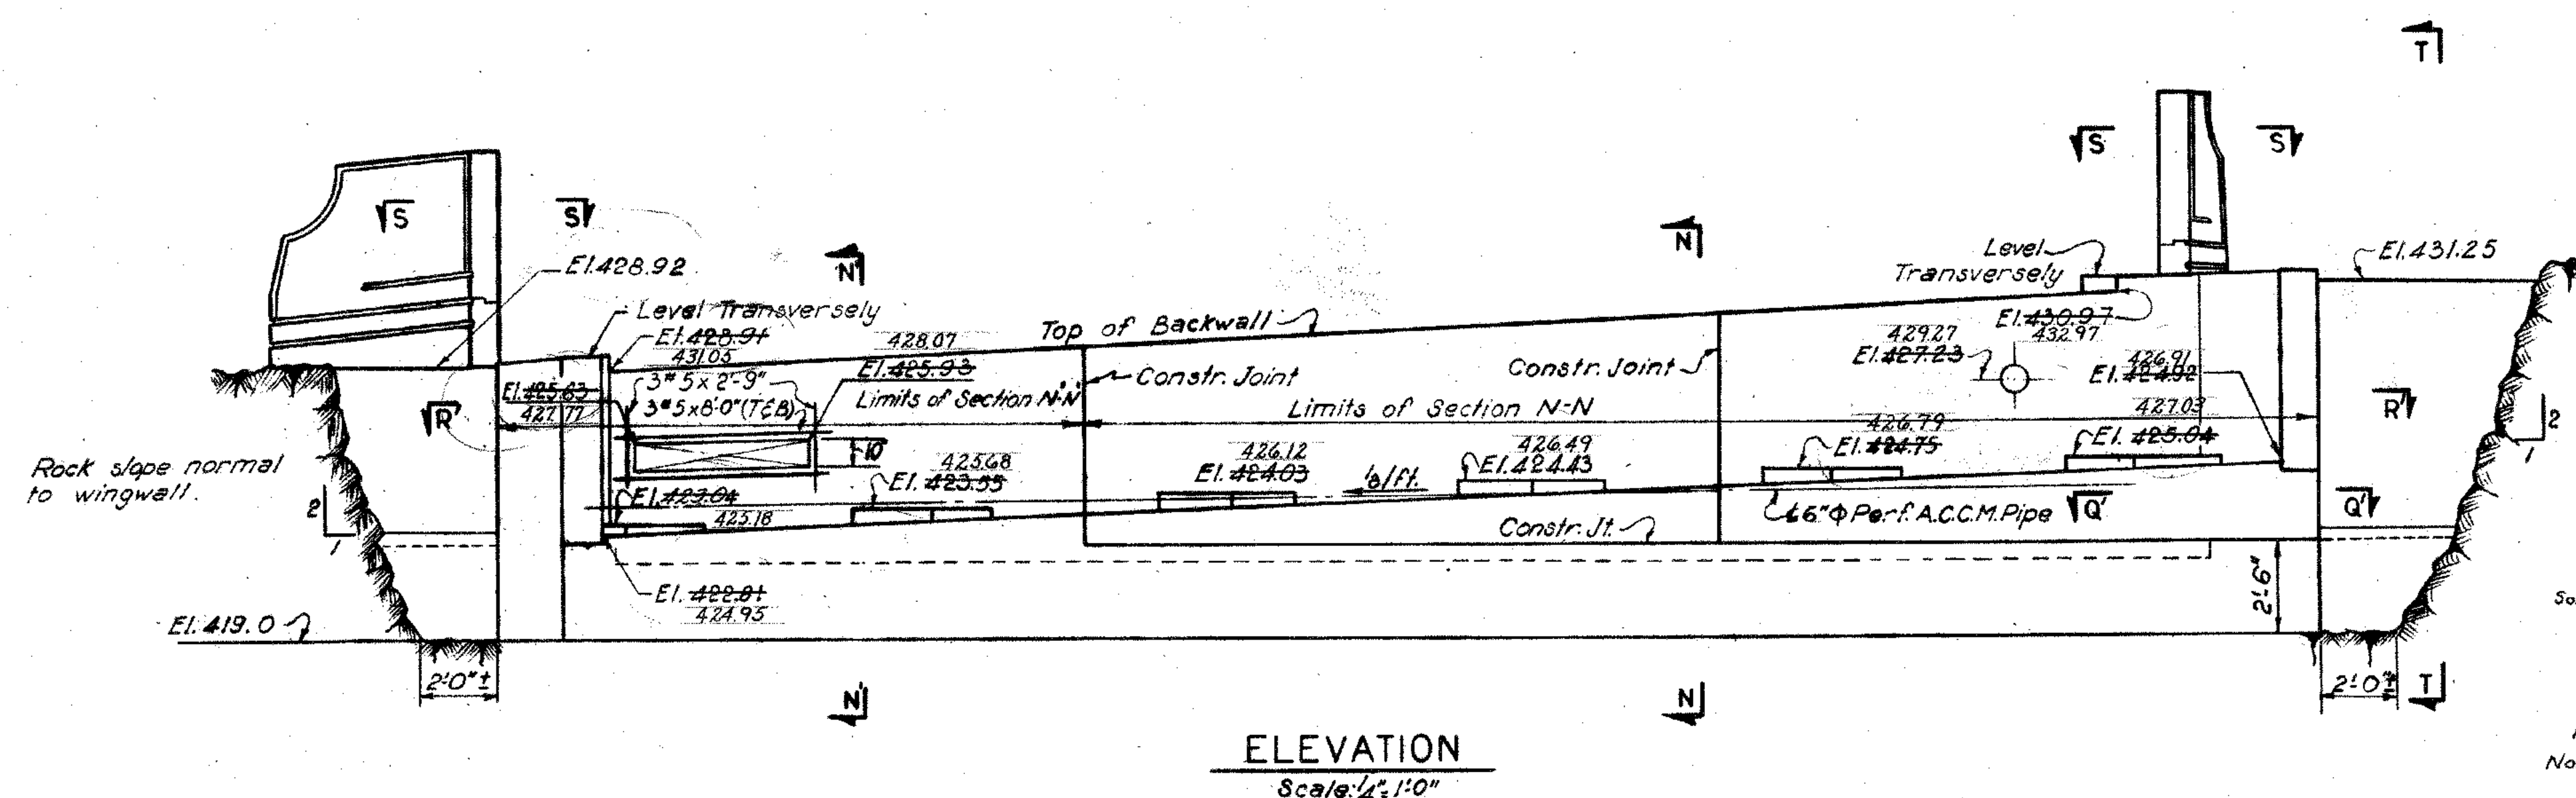 T
S
S
N
Level
Transversely
El.431.25
S
S
N'
El.428.92
Level Transversely
El.428.91
431.05
428.07
Top of Backwall
El.430.97
432.97
429.27
El.427.23
426.91
El.424.92
Constr. Joint
Constr. Joint
El.425.93
3#5x2'-9"
3#5x8'-0"(T&B)
El.425.83
427.77
Limits of Section N'-N'
Limits of Section N-N
R'
R'
10"
427.03
El.425.04
426.79
El.424.75
426.49
El.424.43
426.12
El.424.03
425.68
El.423.55
El.423.04
425.18
1/8/ft.
Rock slope normal
to wingwall.
2
1
2
1
℄6"Φ Perf. A.C.C.M. Pipe
Q'
Q'
Constr. Jt.
El.422.81
424.95
2'-6"
El.419.0
2'-0"±
2'-0"±
N'
N
T
ELEVATION
Scale:1/4"=1'-0"